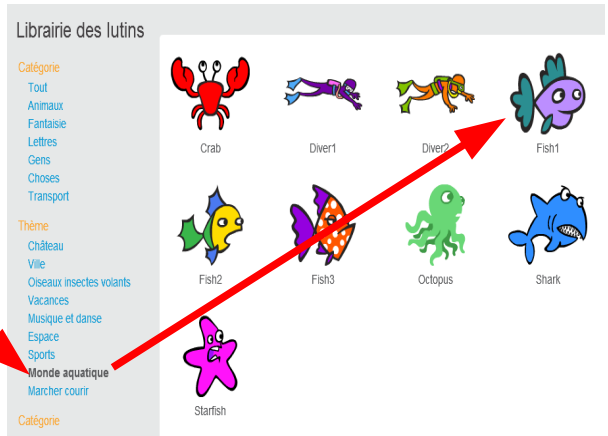 Librairie des lutins
Catégorie
Tout
Animaux
Fantaisie
Lettres
Gens
Choses
Transport
Thème
Château
Ville
Oiseaux insectes volants
Vacances
Musique et danse
Espace
Sports
Monde aquatique
Marcher courir
Catégorie
Crab
Diver1
Diver2
Fish1
Fish2
Fish3
Octopus
Shark
Starfish